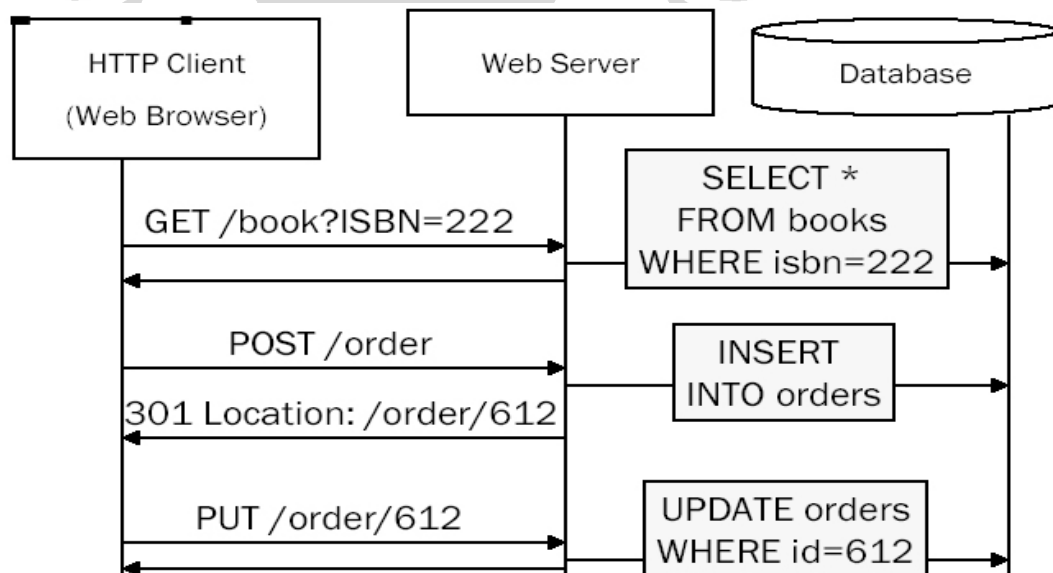 HTTP Client
(Web Browser)
Web Server
Database
GET /book?ISBN=222
SELECT *
FROM books
WHERE isbn=222
POST /order
INSERT
INTO orders
301 Location: /order/612
PUT /order/612
UPDATE orders
WHERE id=612